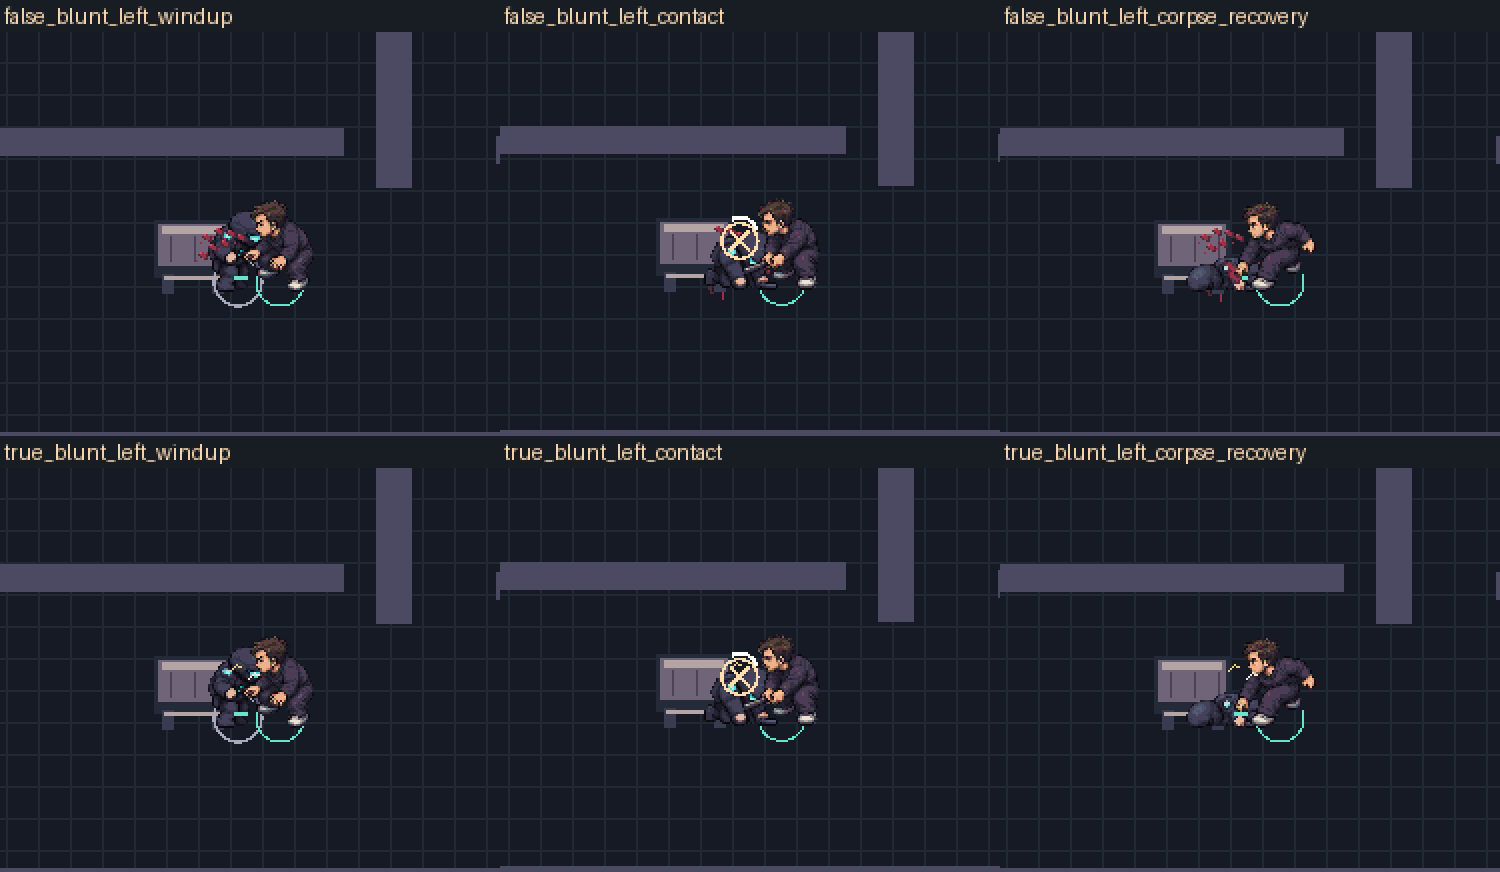 false_blunt_left_windup
false_blunt_left_contact
false_blunt_left_corpse_recovery
true_blunt_left_windup
true_blunt_left_contact
true_blunt_left_corpse_recovery